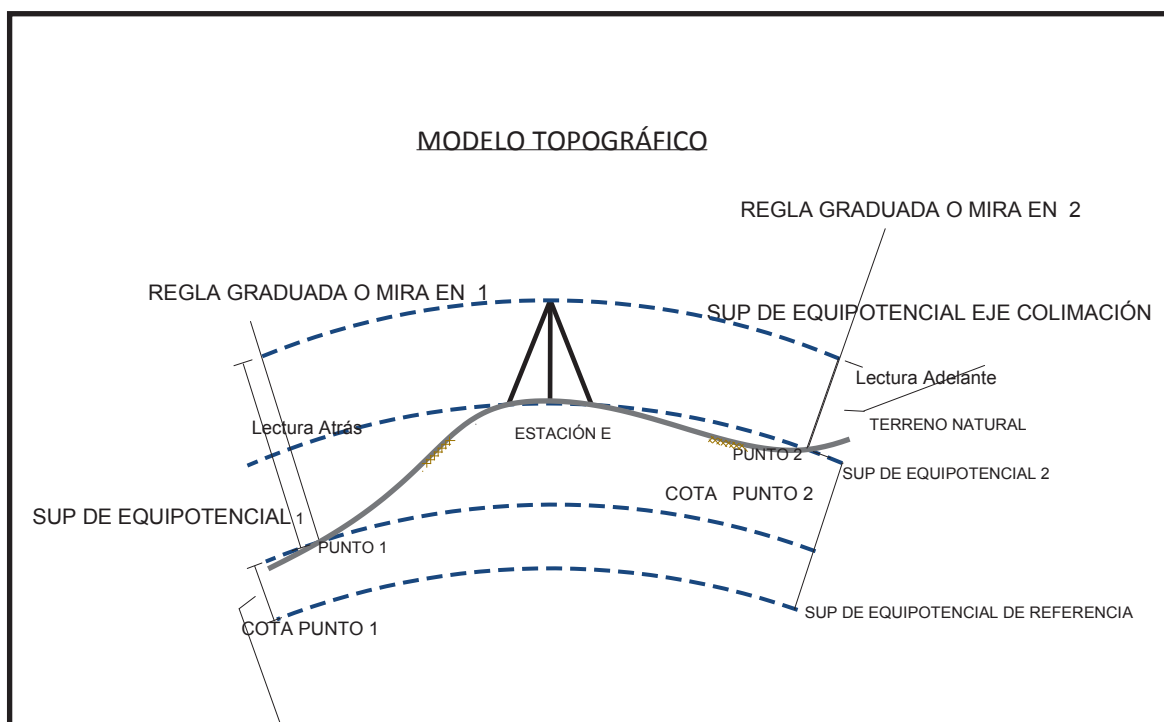 MODELO TOPOGRÁFICO
REGLA GRADUADA O MIRA EN 2
REGLA GRADUADA O MIRA EN 1
SUP DE EQUIPOTENCIAL EJE COLIMACIÓN
Lectura Adelante
Lectura Atrás
ESTACIÓN E
TERRENO NATURAL
PUNTO 2
SUP DE EQUIPOTENCIAL 2
COTA PUNTO 2
SUP DE EQUIPOTENCIAL 1
PUNTO 1
SUP DE EQUIPOTENCIAL DE REFERENCIA
COTA PUNTO 1